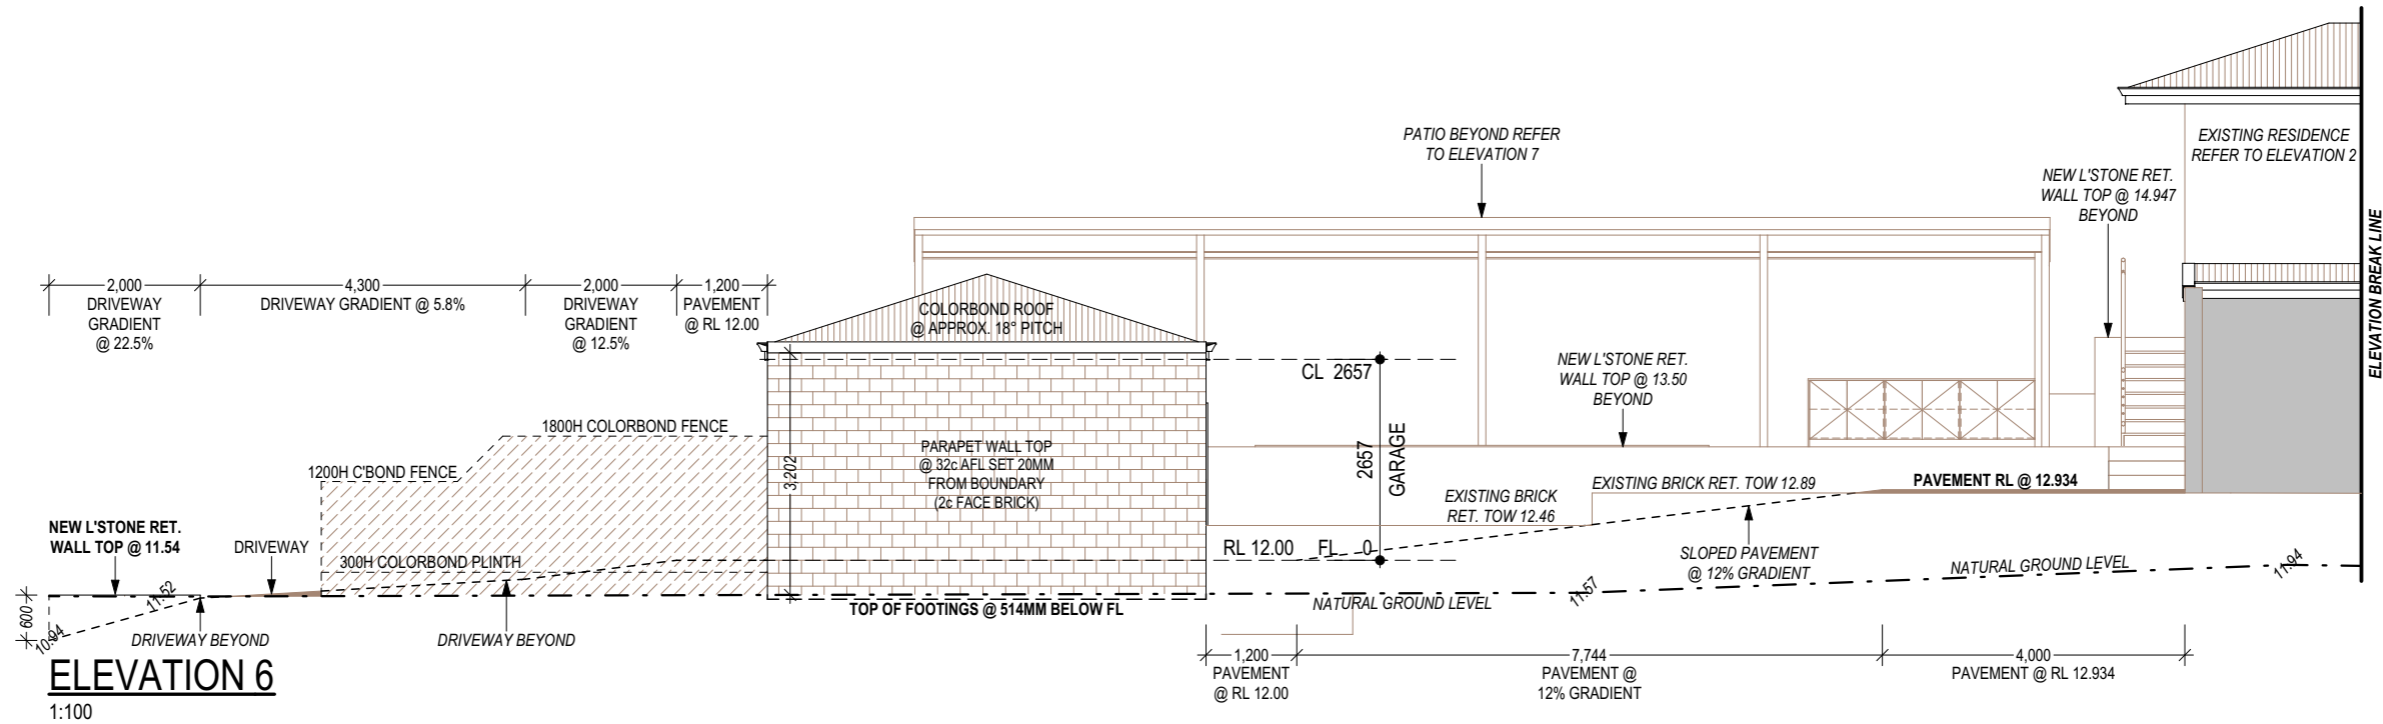 PATIO BEYOND REFER
TO ELEVATION 7
EXISTING RESIDENCE
REFER TO ELEVATION 2
NEW L'STONE RET.
WALL TOP @ 14.947
BEYOND
ELEVATION BREAK LINE
2,000
DRIVEWAY
GRADIENT
@ 22.5%
4,300
DRIVEWAY GRADIENT @ 5.8%
2,000
DRIVEWAY
GRADIENT
@ 12.5%
1,200
PAVEMENT
@ RL 12.00
COLORBOND ROOF
@ APPROX. 18° PITCH
CL 2657
NEW L'STONE RET.
WALL TOP @ 13.50
BEYOND
1800H COLORBOND FENCE
1200H C'BOND FENCE
3,202
PARAPET WALL TOP
@ 32c AFL SET 20MM
FROM BOUNDARY
(2c FACE BRICK)
2657
GARAGE
EXISTING BRICK
RET. TOW 12.46
EXISTING BRICK RET. TOW 12.89
PAVEMENT RL @ 12.934
NEW L'STONE RET.
WALL TOP @ 11.54
DRIVEWAY
300H COLORBOND PLINTH
RL 12.00 FL 0
SLOPED PAVEMENT
@ 12% GRADIENT
NATURAL GROUND LEVEL
11.94
600
10.94
11.52
DRIVEWAY BEYOND
DRIVEWAY BEYOND
TOP OF FOOTINGS @ 514MM BELOW FL
NATURAL GROUND LEVEL
11.57
1,200
PAVEMENT
@ RL 12.00
7,744
PAVEMENT @
12% GRADIENT
4,000
PAVEMENT @ RL 12.934
ELEVATION 6
1:100